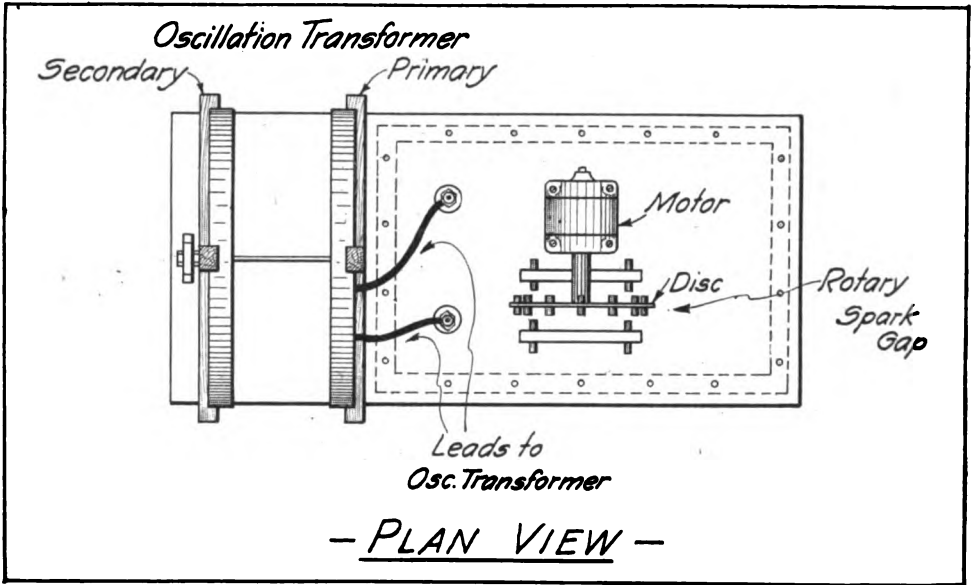 Oscillation Transformer
Secondary
Primary
Motor
Disc
Rotary
Spark
Gap
Leads to
Osc. Transformer
- PLAN VIEW -